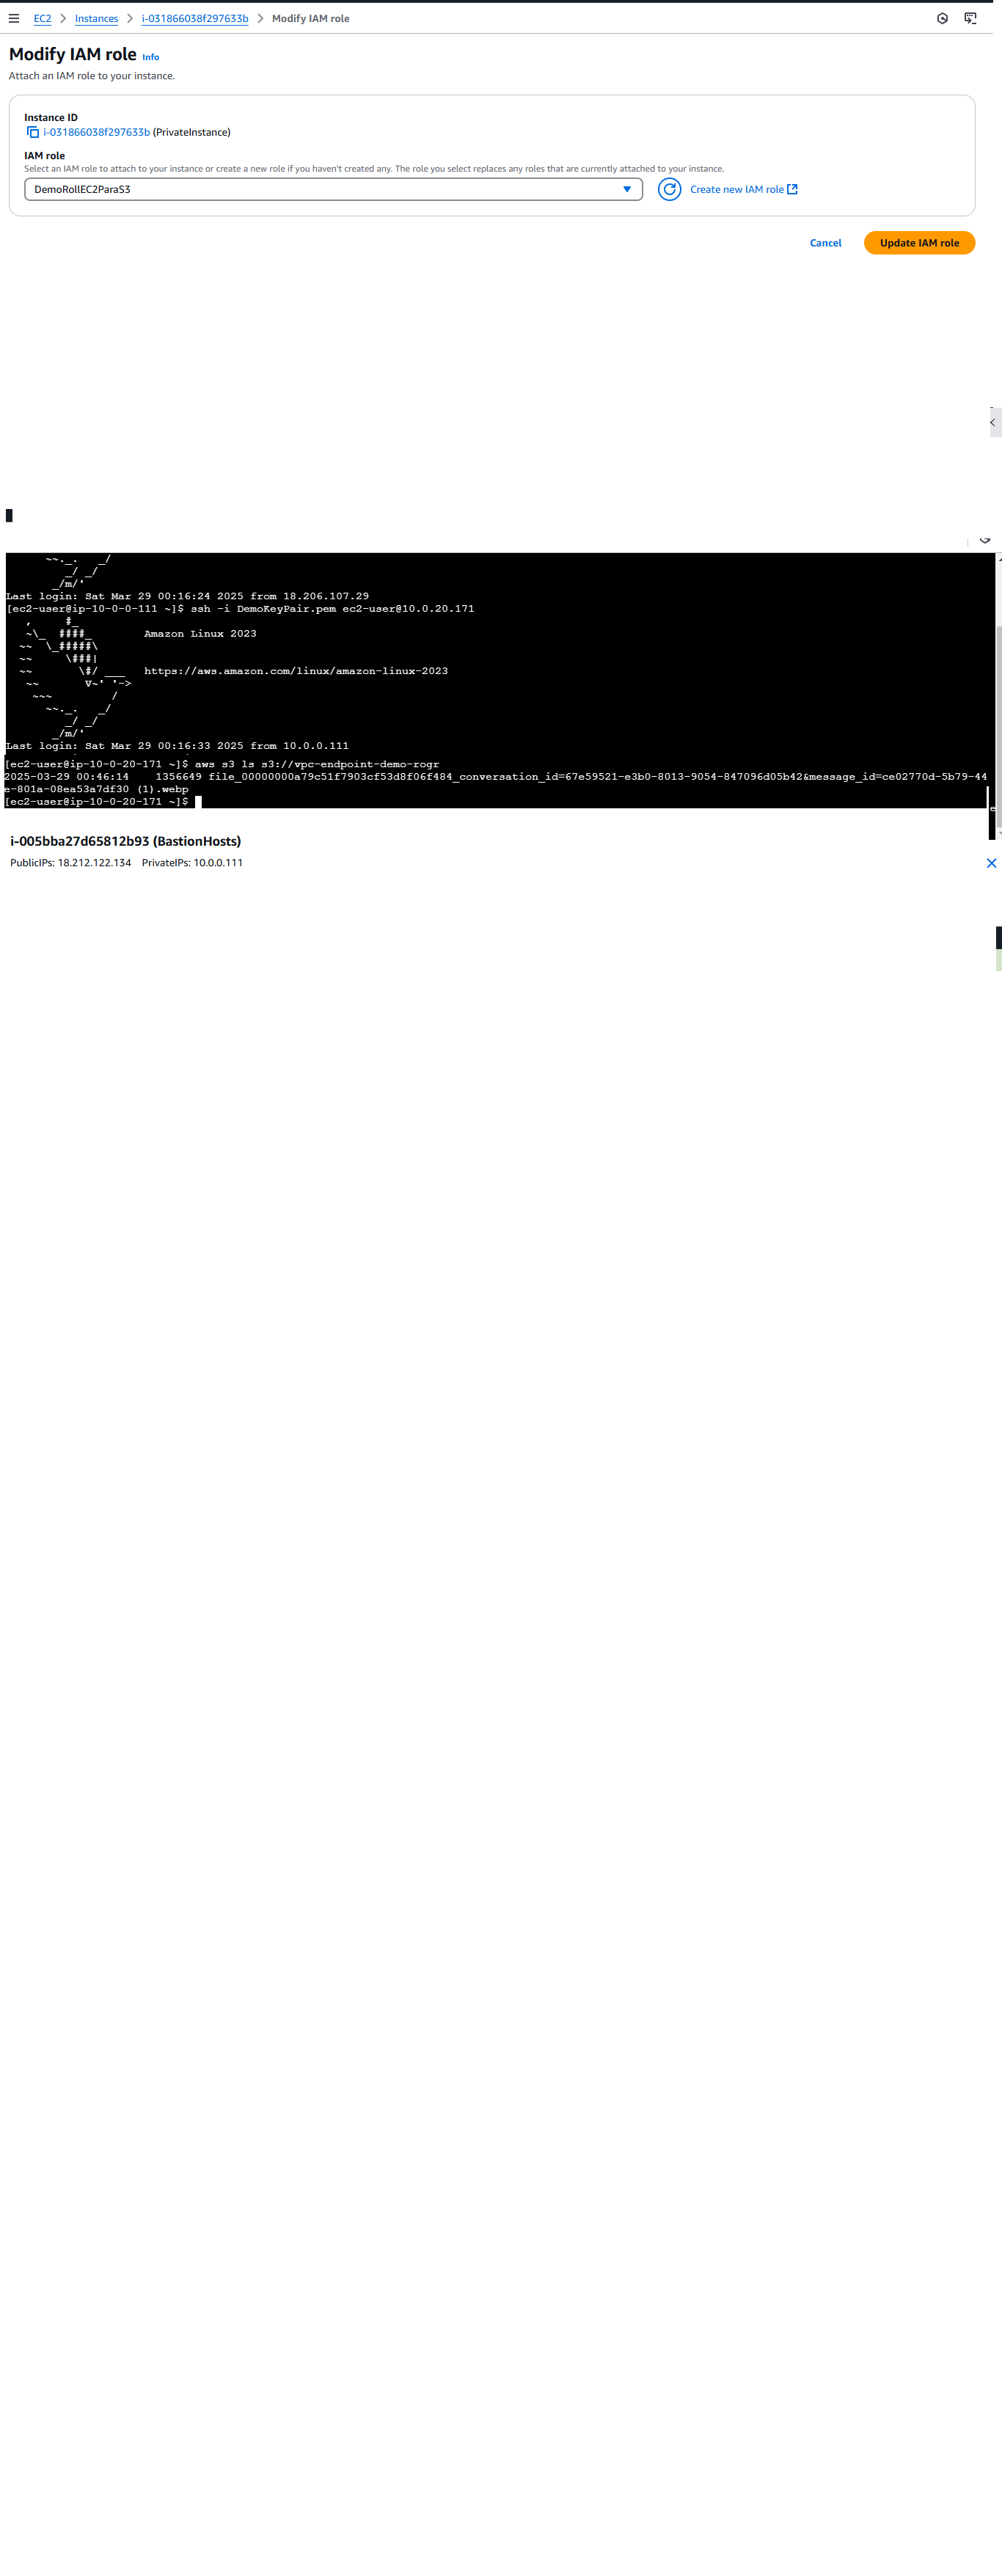 EC2 > Instances > i-031866038f297633b > Modify IAM role
Modify IAM role Info
Attach an IAM role to your instance.
Instance ID
i-031866038f297633b (PrivateInstance)
IAM role
Select an IAM role to attach to your instance or create a new role if you haven't created any. The role you select replaces any roles that are currently attached to your instance.
DemoRollEC2ParaS3
Create new IAM role
Cancel Update IAM role
~~._.   _/
_/ _/
_/m/'
Last login: Sat Mar 29 00:16:24 2025 from 18.206.107.29
[ec2-user@ip-10-0-0-111 ~]$ ssh -i DemoKeyPair.pem ec2-user@10.0.20.171
,     #_
~\_  ####_        Amazon Linux 2023
~~  \_#####\
~~     \###|
~~       \#/ ___   https://aws.amazon.com/linux/amazon-linux-2023
~~       V~' '->
~~~         /
~~._.   _/
_/ _/
_/m/'
Last login: Sat Mar 29 00:16:33 2025 from 10.0.0.111
[ec2-user@ip-10-0-20-171 ~]$ aws s3 ls s3://vpc-endpoint-demo-rogr
2025-03-29 00:46:14    1356649 file_00000000a79c51f7903cf53d8f06f484_conversation_id=67e59521-e3b0-8013-9054-847096d05b42&message_id=ce02770d-5b79-44
e-801a-08ea53a7df30 (1).webp
[ec2-user@ip-10-0-20-171 ~]$
i-005bba27d65812b93 (BastionHosts)
PublicIPs: 18.212.122.134 PrivateIPs: 10.0.0.111